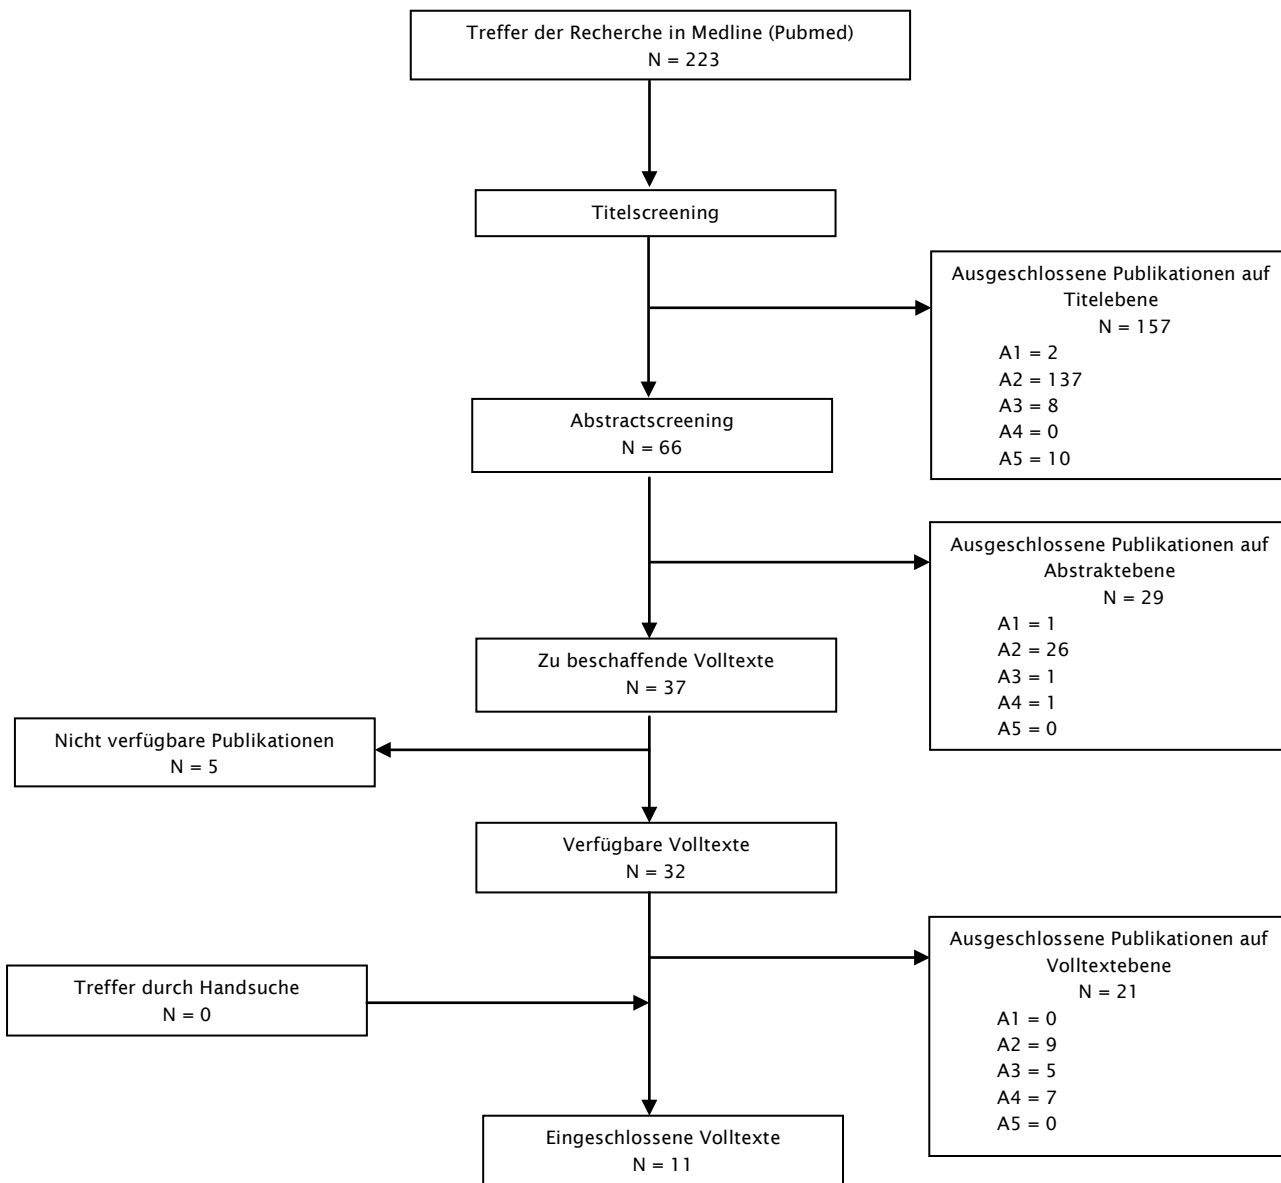 Treffer der Recherche in Medline (Pubmed)
N = 223
Titelscreening
Ausgeschlossene Publikationen auf
Titelebene
N = 157
A1 = 2
A2 = 137
A3 = 8
A4 = 0
A5 = 10
Abstractscreening
N = 66
Ausgeschlossene Publikationen auf
Abstraktebene
N = 29
A1 = 1
A2 = 26
A3 = 1
A4 = 1
A5 = 0
Zu beschaffende Volltexte
N = 37
Nicht verfügbare Publikationen
N = 5
Verfügbare Volltexte
N = 32
Ausgeschlossene Publikationen auf
Volltextebene
N = 21
A1 = 0
A2 = 9
A3 = 5
A4 = 7
A5 = 0
Treffer durch Handsuche
N = 0
Eingeschlossene Volltexte
N = 11